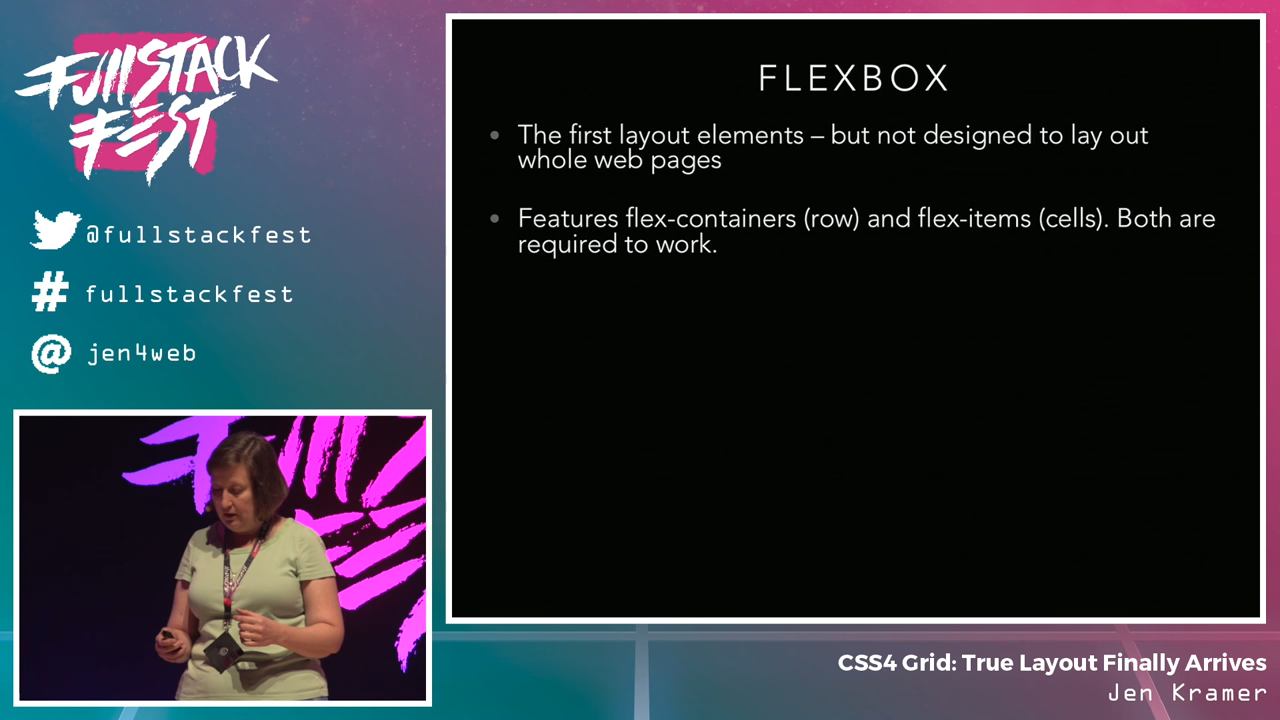 FullStack
Fest
@fullstackfest
# fullstackfest
@ jen4web
FLEXBOX
• The first layout elements – but not designed to lay out
whole web pages
• Features flex-containers (row) and flex-items (cells). Both are
required to work.
CSS4 Grid: True Layout Finally Arrives
Jen Kramer